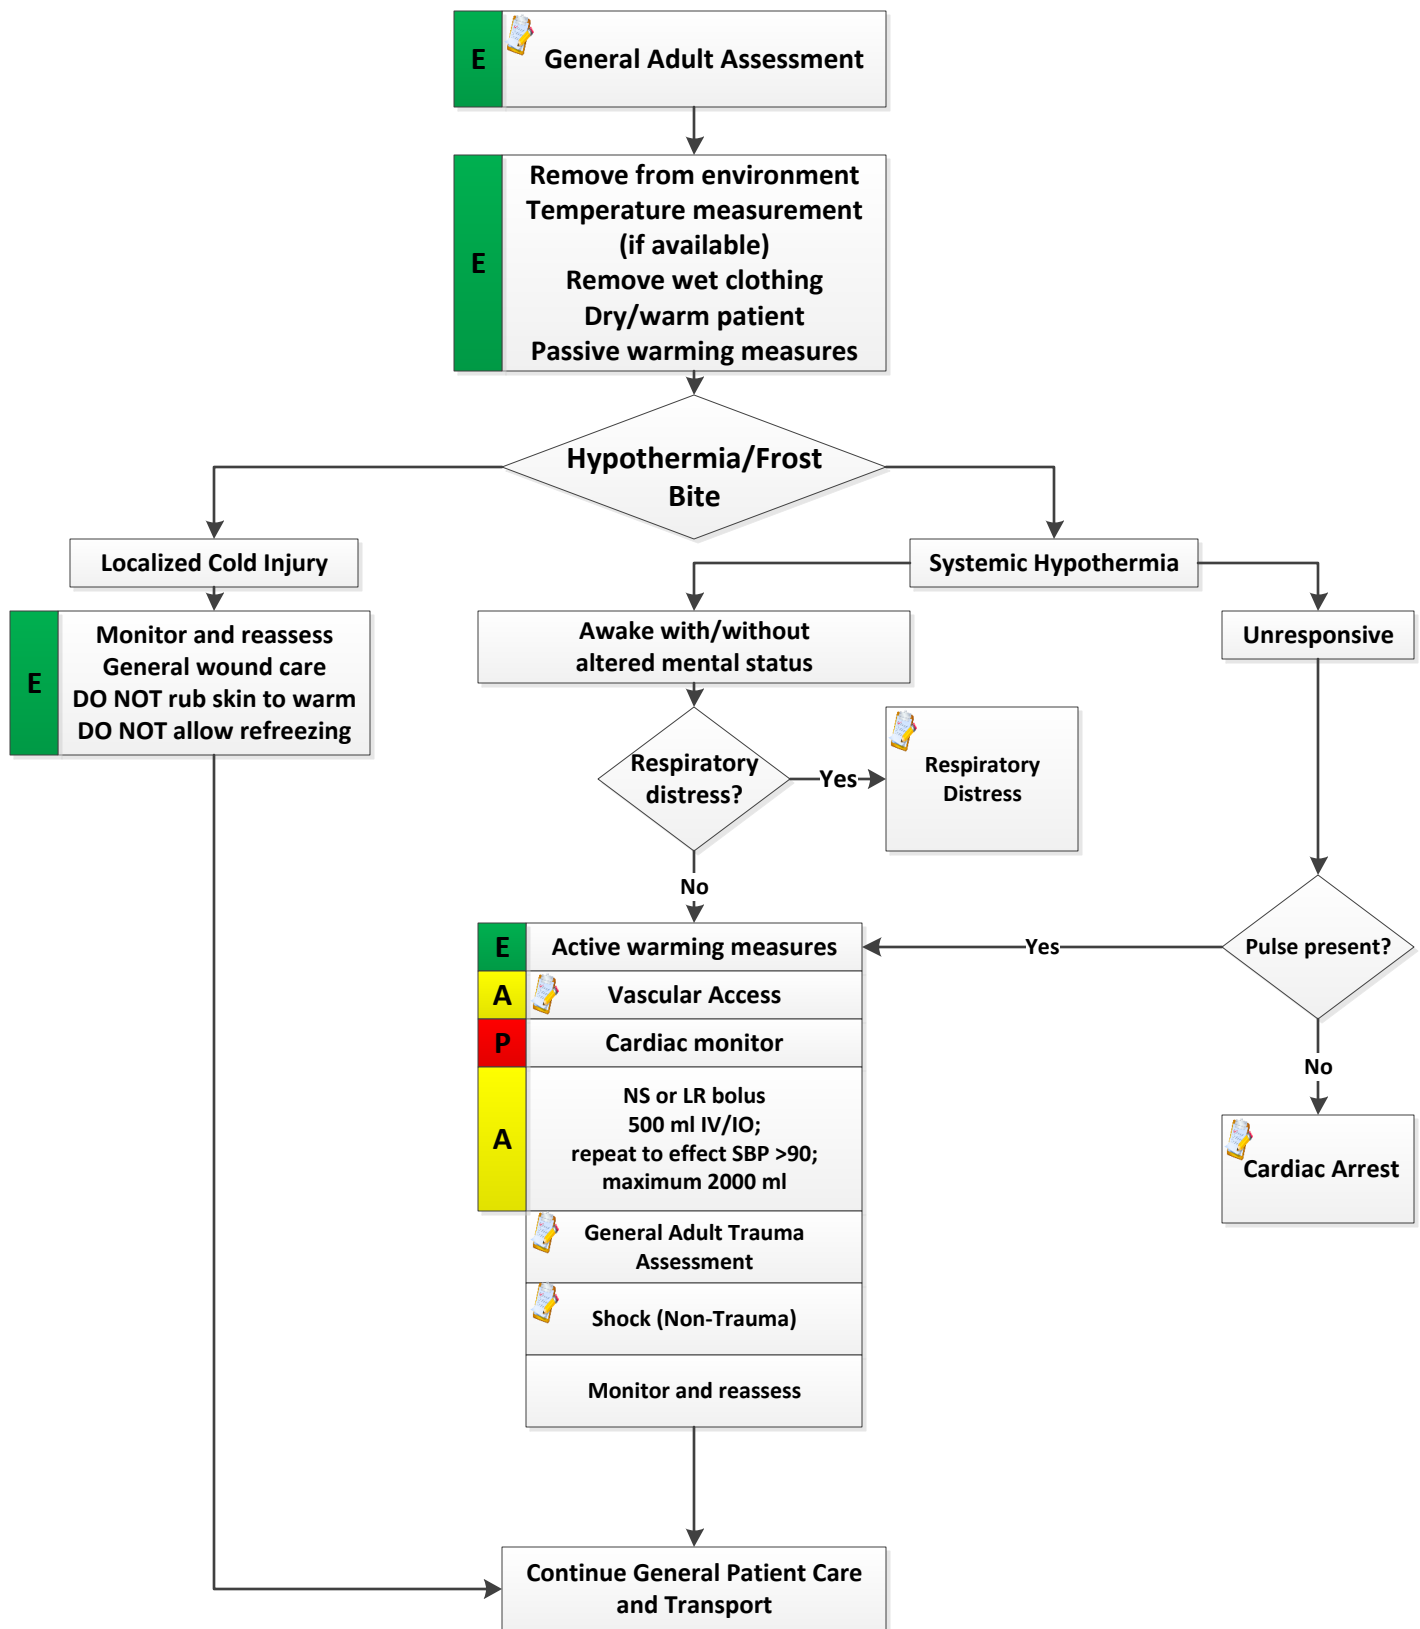 E
General Adult Assessment
E
Remove from environment
Temperature measurement
(if available)
Remove wet clothing
Dry/warm patient
Passive warming measures
Hypothermia/Frost
Bite
Localized Cold Injury
Systemic Hypothermia
E
Monitor and reassess
General wound care
DO NOT rub skin to warm
DO NOT allow refreezing
Awake with/without
altered mental status
Unresponsive
Respiratory
distress?
Yes
Respiratory
Distress
No
E
Active warming measures
Yes
Pulse present?
A
Vascular Access
P
Cardiac monitor
No
A
NS or LR bolus
500 ml IV/IO;
repeat to effect SBP >90;
maximum 2000 ml
Cardiac Arrest
General Adult Trauma
Assessment
Shock (Non-Trauma)
Monitor and reassess
Continue General Patient Care
and Transport